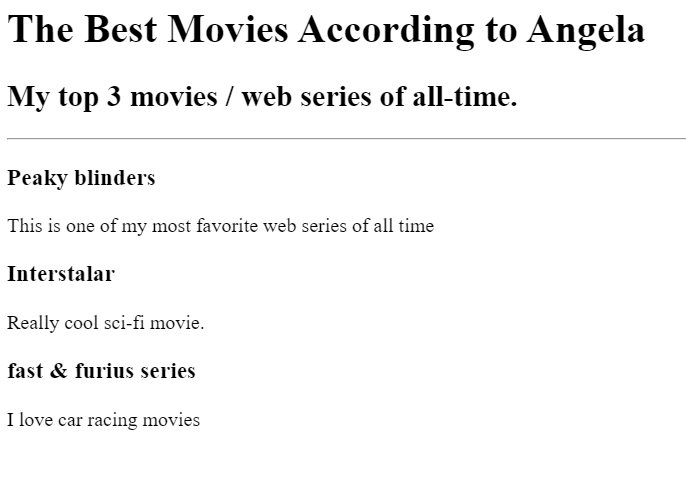 The Best Movies According to Angela
My top 3 movies / web series of all-time.
Peaky blinders
This is one of my most favorite web series of all time
Interstalar
Really cool sci-fi movie.
fast & furius series
I love car racing movies